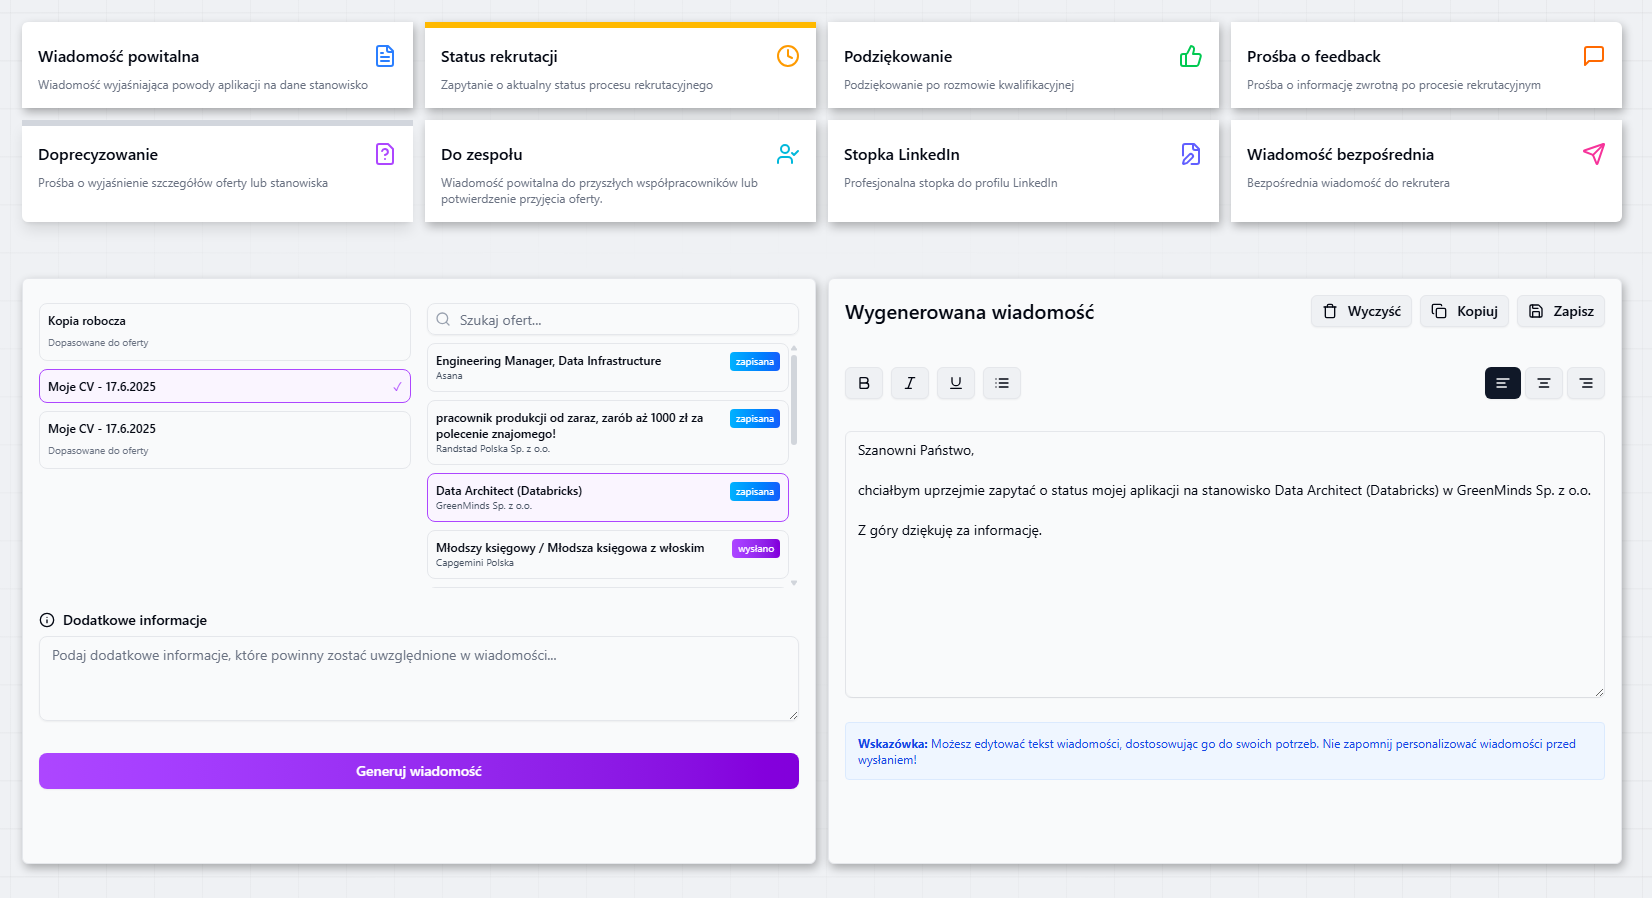 Wiadomość powitalna
Wiadomość wyjaśniająca powody aplikacji na dane stanowisko
Status rekrutacji
Zapytanie o aktualny status procesu rekrutacyjnego
Podziękowanie
Podziękowanie po rozmowie kwalifikacyjnej
Prośba o feedback
Prośba o informację zwrotną po procesie rekrutacyjnym
Doprecyzowanie
Prośba o wyjaśnienie szczegółów oferty lub stanowiska
Do zespołu
Wiadomość powitalna do przyszłych współpracowników lub
potwierdzenie przyjęcia oferty.
Stopka LinkedIn
Profesjonalna stopka do profilu LinkedIn
Wiadomość bezpośrednia
Bezpośrednia wiadomość do rekrutera
Kopia robocza
Dopasowane do oferty
Moje CV - 17.6.2025
Moje CV - 17.6.2025
Dopasowane do oferty
Szukaj ofert...
Engineering Manager, Data Infrastructure
zapisana
Asana
pracownik produkcji od zaraz, zarób aż 1000 zł za
zapisana
polecenie znajomego!
Randstad Polska Sp. z o.o.
Data Architect (Databricks)
zapisana
GreenMinds Sp. z o.o.
Młodszy księgowy / Młodsza księgowa z włoskim
wysłano
Capgemini Polska
Dodatkowe informacje
Podaj dodatkowe informacje, które powinny zostać uwzględnione w wiadomości...
Generuj wiadomość
Wygenerowana wiadomość
Wyczyść
Kopiuj
Zapisz
B I U
Szanowni Państwo,
chciałbym uprzejmie zapytać o status mojej aplikacji na stanowisko Data Architect (Databricks) w GreenMinds Sp. z o.o.
Z góry dziękuję za informację.
Wskazówka: Możesz edytować tekst wiadomości, dostosowując go do swoich potrzeb. Nie zapomnij personalizować wiadomości przed
wysłaniem!